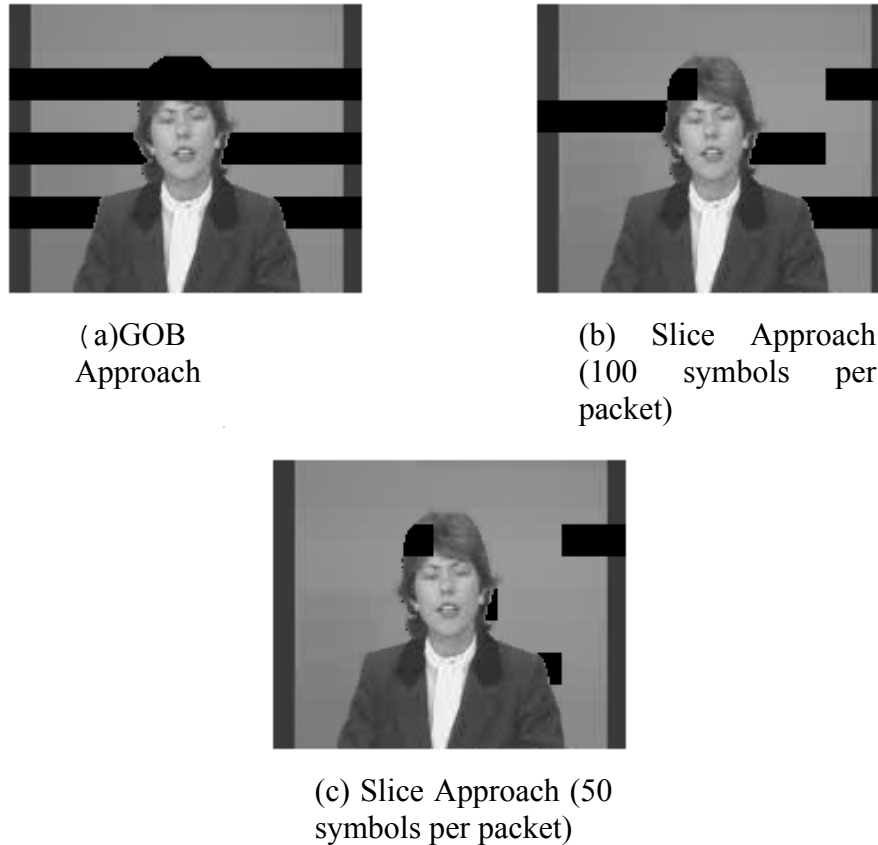 (a)GOB
Approach
(b) Slice Approach
(100 symbols per
packet)
(c) Slice Approach (50
symbols per packet)